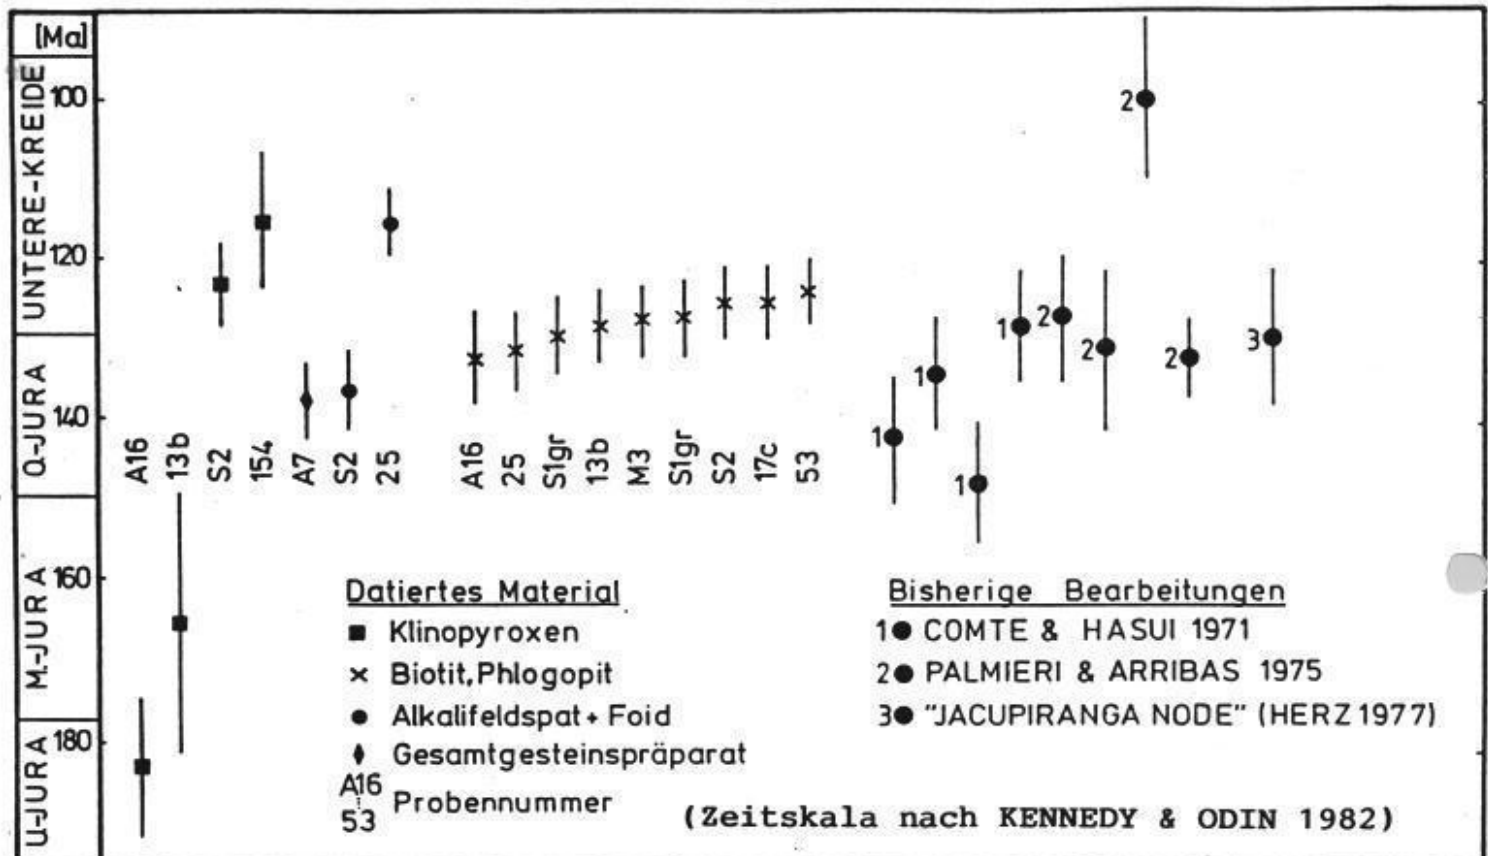 [Ma]
UNTERE-KREIDE
O.-JURA
M.-JURA
U-JURA
100
120
140
160
180
A16
13b
S2
154
A7
S2
25
A16
25
S1gr
13b
M3
S1gr
S2
17c
53
1
1
1
1
2
2
2
2
3
Datiertes Material
Klinopyroxen
Biotit, Phlogopit
Alkalifeldspat + Foid
Gesamtgesteinspräparat
A16
53
Probennummer
Bisherige Bearbeitungen
1● COMTE & HASUI 1971
2● PALMIERI & ARRIBAS 1975
3● "JACUPIRANGA NODE" (HERZ 1977)
(Zeitskala nach KENNEDY & ODIN 1982)